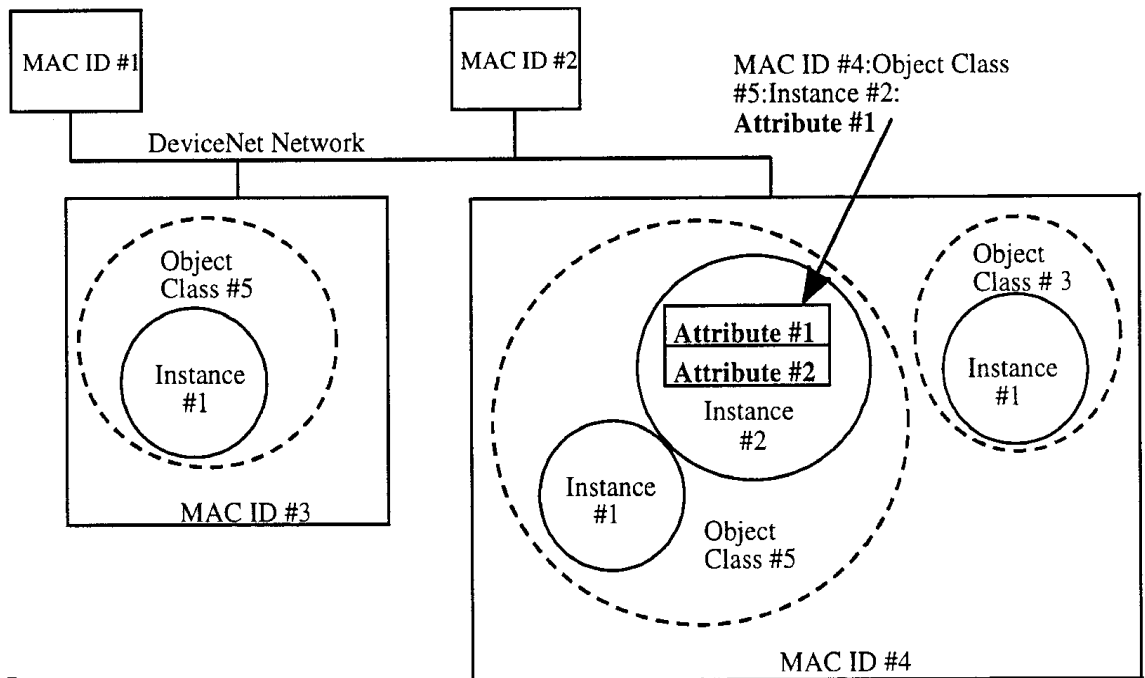 MAC ID #1
MAC ID #2
MAC ID #4:Object Class
#5:Instance #2:
Attribute #1
DeviceNet Network
Object
Class #5
Instance
#1
MAC ID #3
Attribute #1
Attribute #2
Instance
#2
Instance
#1
Object
Class #5
Object
Class # 3
Instance
#1
MAC ID #4